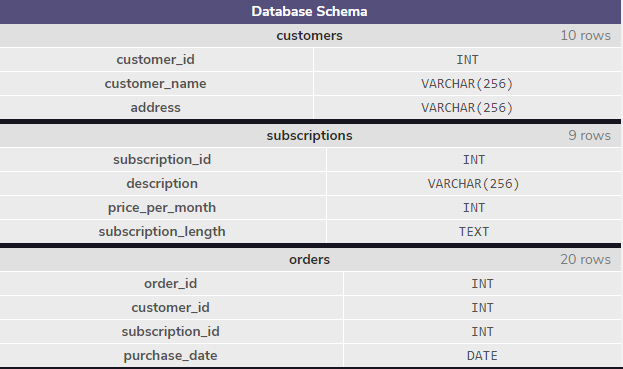 Database Schema
customers 10 rows
customer_id INT
customer_name VARCHAR(256)
address VARCHAR(256)
subscriptions 9 rows
subscription_id INT
description VARCHAR(256)
price_per_month INT
subscription_length TEXT
orders 20 rows
order_id INT
customer_id INT
subscription_id INT
purchase_date DATE